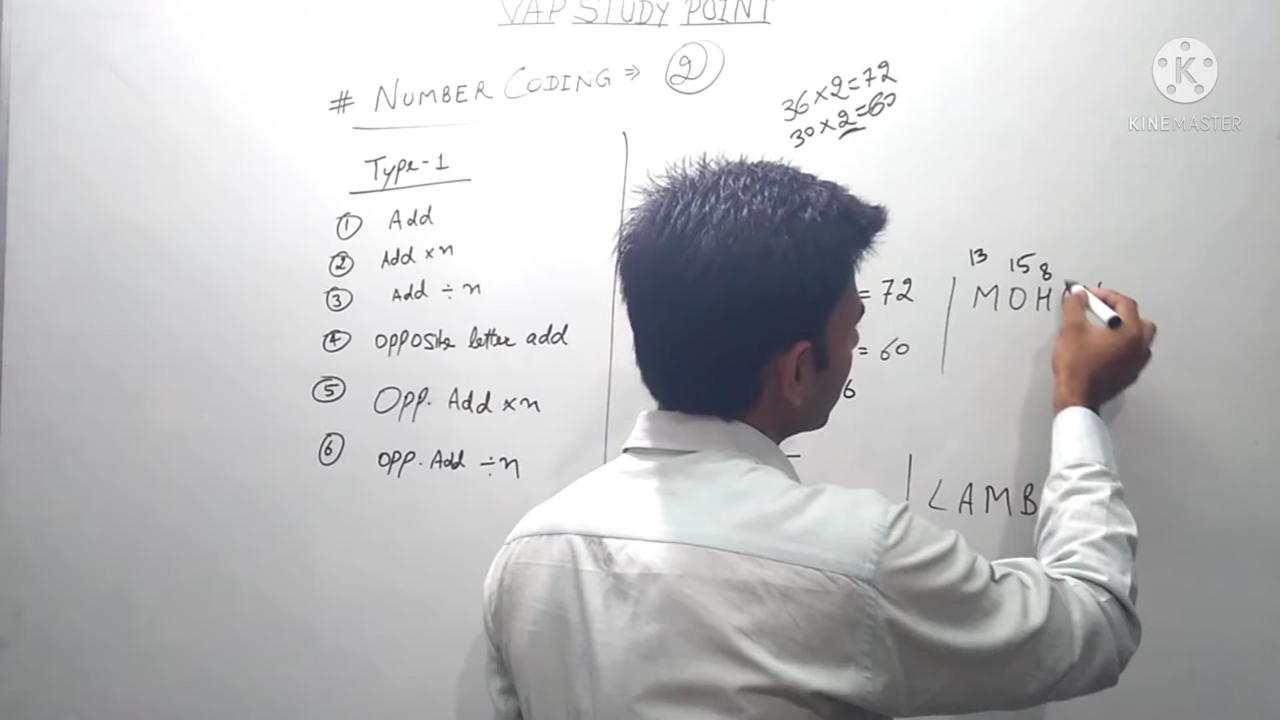 VAP STUDY POINT
# NUMBER CODING ⇒ 2
36 × 2 = 72
30 × 2 = 60
Type-1
① Add
② Add × n
③ Add ÷ n
④ opposite letter add
⑤ Opp. Add × n
⑥ opp. Add ÷ n
= 72
= 60
6
13 15 8
MOH
LAMB
KINEMASTER